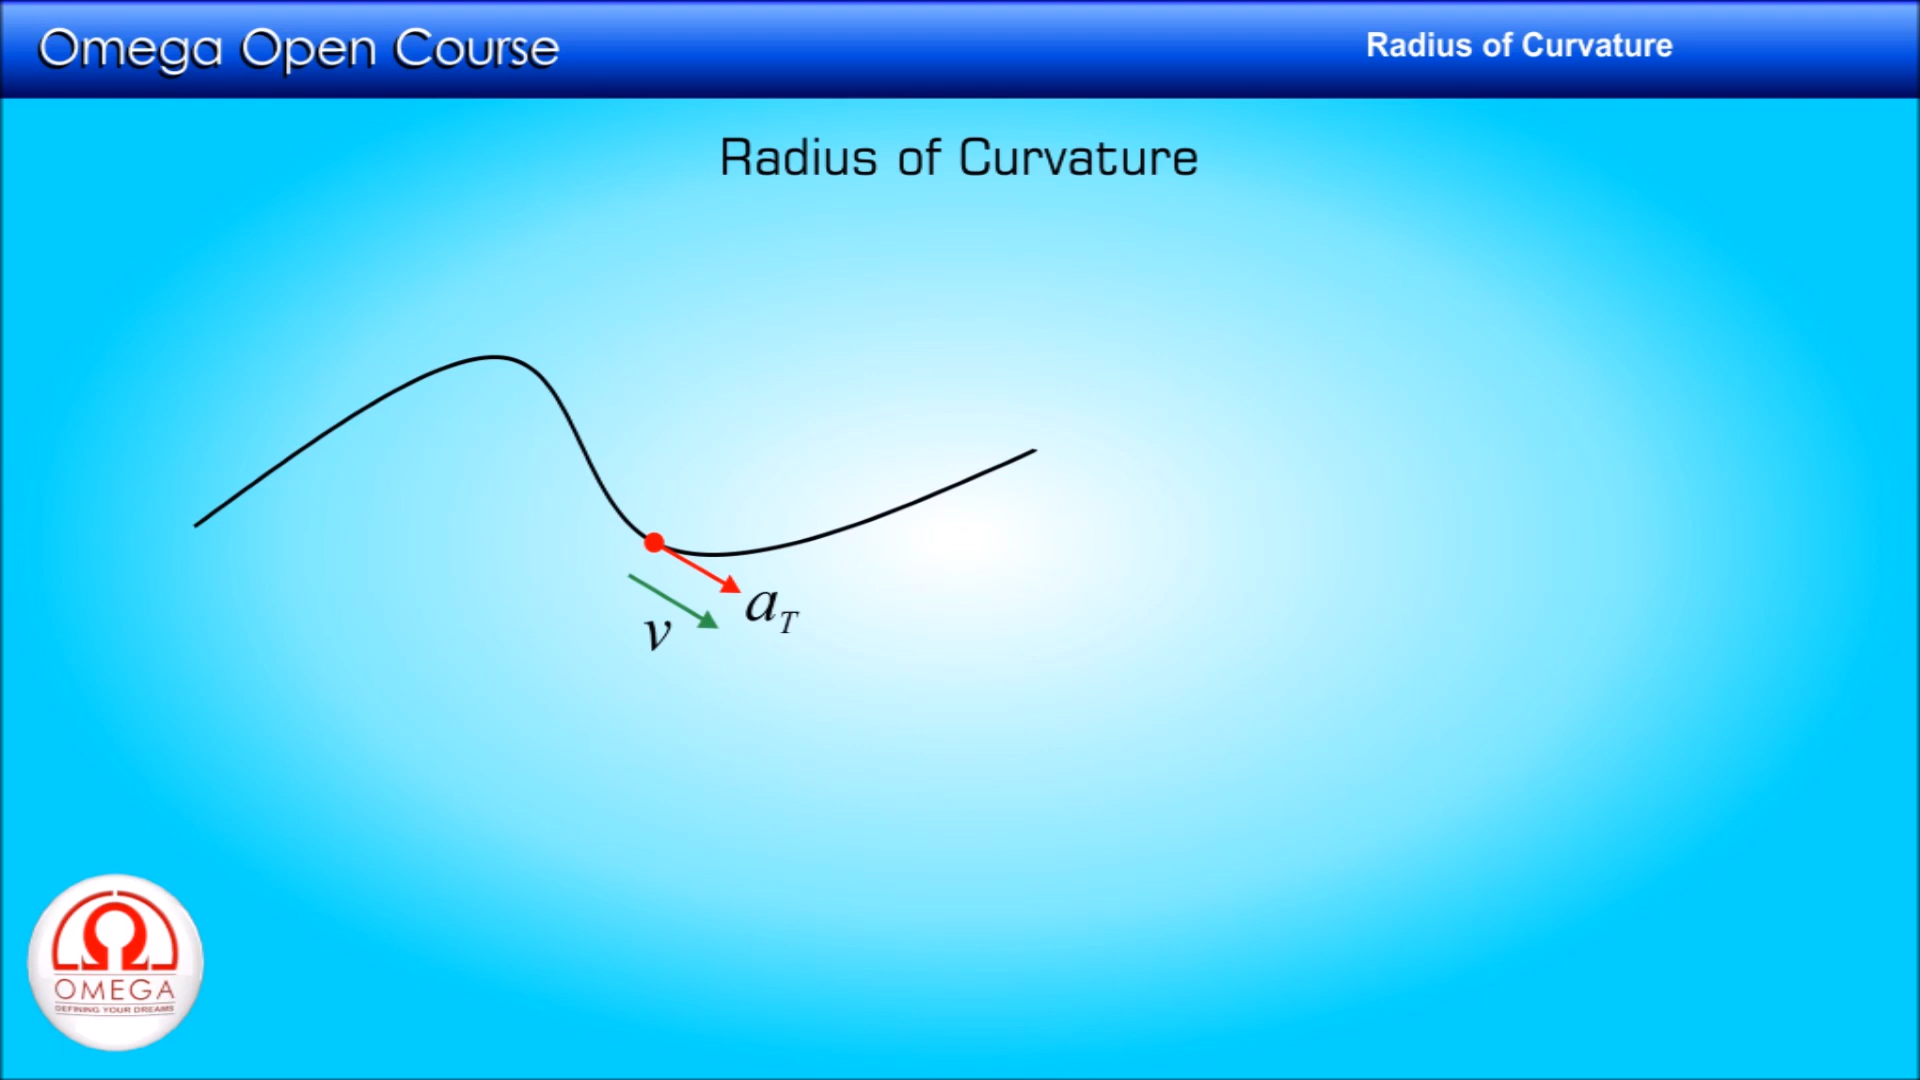 Omega Open Course
Radius of Curvature
Radius of Curvature
a_T
v
Ω
OMEGA
DEFINING YOUR DREAMS